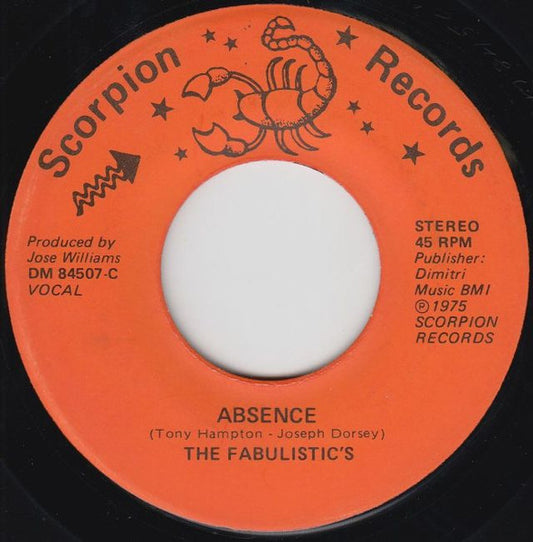 Scorpion Records
Produced by
Jose Williams
DM 84507-C
VOCAL
STEREO
45 RPM
Publisher:
Dimitri
Music BMI
℗ 1975
SCORPION
RECORDS
ABSENCE
(Tony Hampton - Joseph Dorsey)
THE FABULISTIC'S